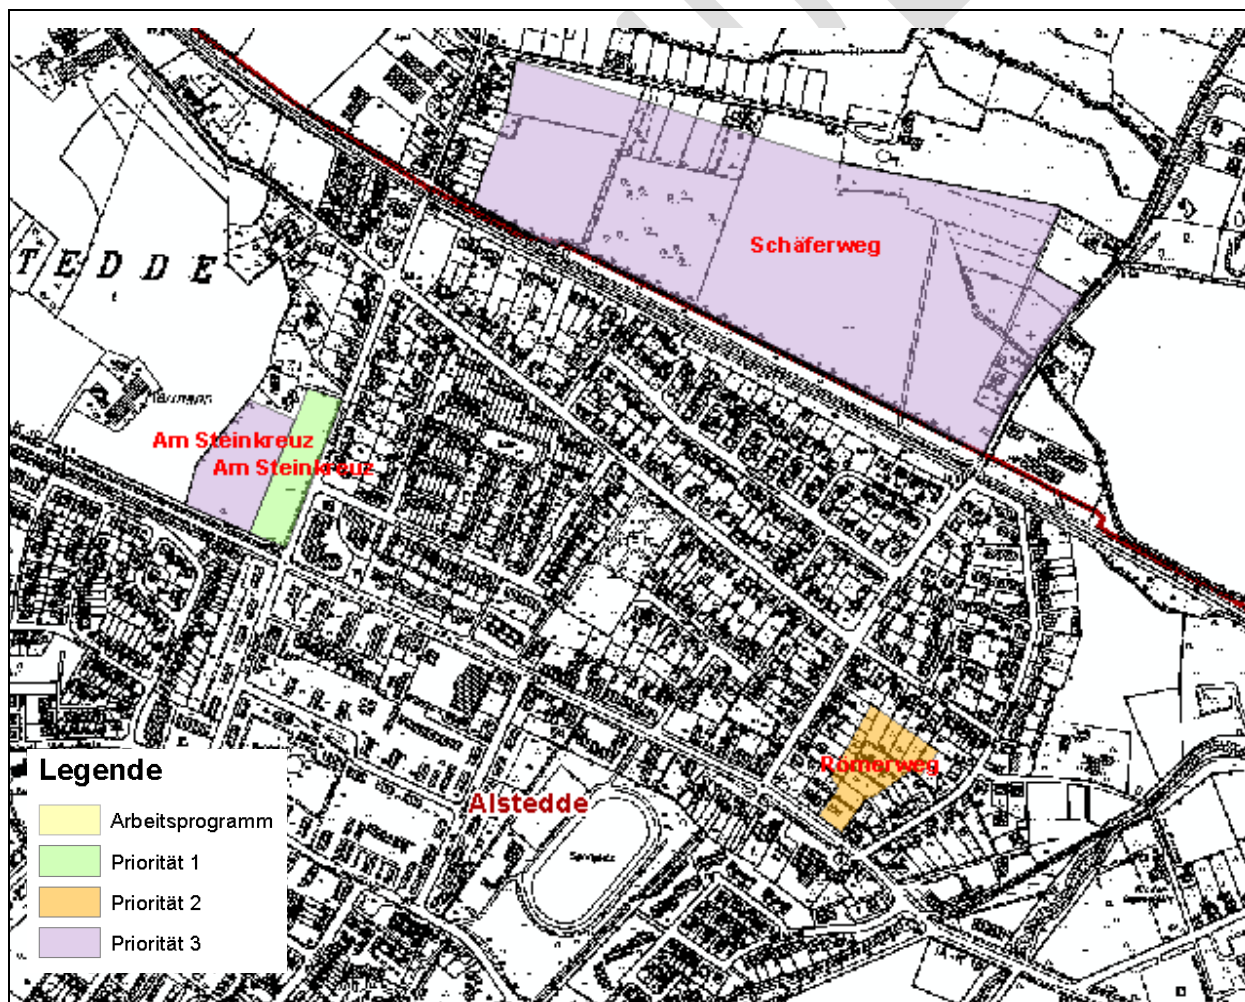 Schäferweg
TEDDE
Am Steinkreuz
Am Steinkreuz
Römerweg
Alstedde
Legende
Arbeitsprogramm
Priorität 1
Priorität 2
Priorität 3